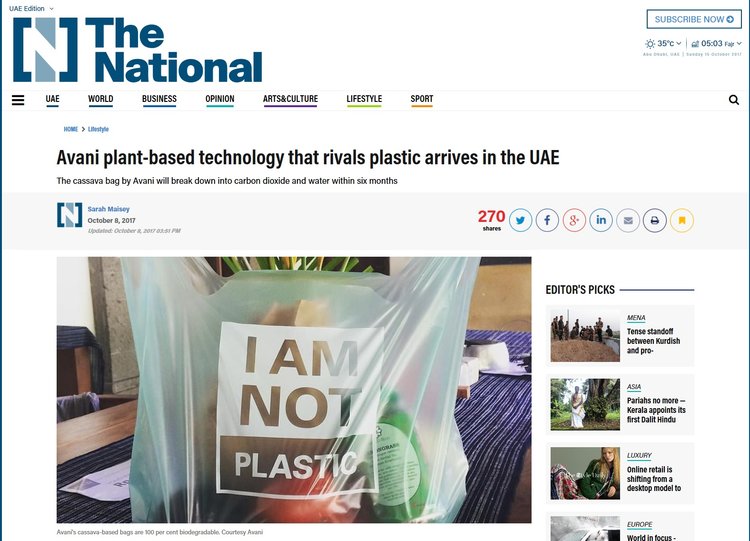 UAE Edition
SUBSCRIBE NOW
The
National
35°c
05:03 Fajr
Abu Dhabi, UAE | Sunday 15 October 2017
UAE
WORLD
BUSINESS
OPINION
ARTS&CULTURE
LIFESTYLE
SPORT
HOME > Lifestyle
Avani plant-based technology that rivals plastic arrives in the UAE
The cassava bag by Avani will break down into carbon dioxide and water within six months
Sarah Maisey
October 8, 2017
Updated: October 8, 2017 03:51 PM
270
shares
I AM
NOT
PLASTIC
Avani's cassava-based bags are 100 per cent biodegradable. Courtesy Avani
EDITOR'S PICKS
MENA
Tense standoff
between Kurdish
and pro-
ASIA
Pariahs no more —
Kerala appoints its
first Dalit Hindu
LUXURY
Online retail is
shifting from a
desktop model to
EUROPE
World in focus -